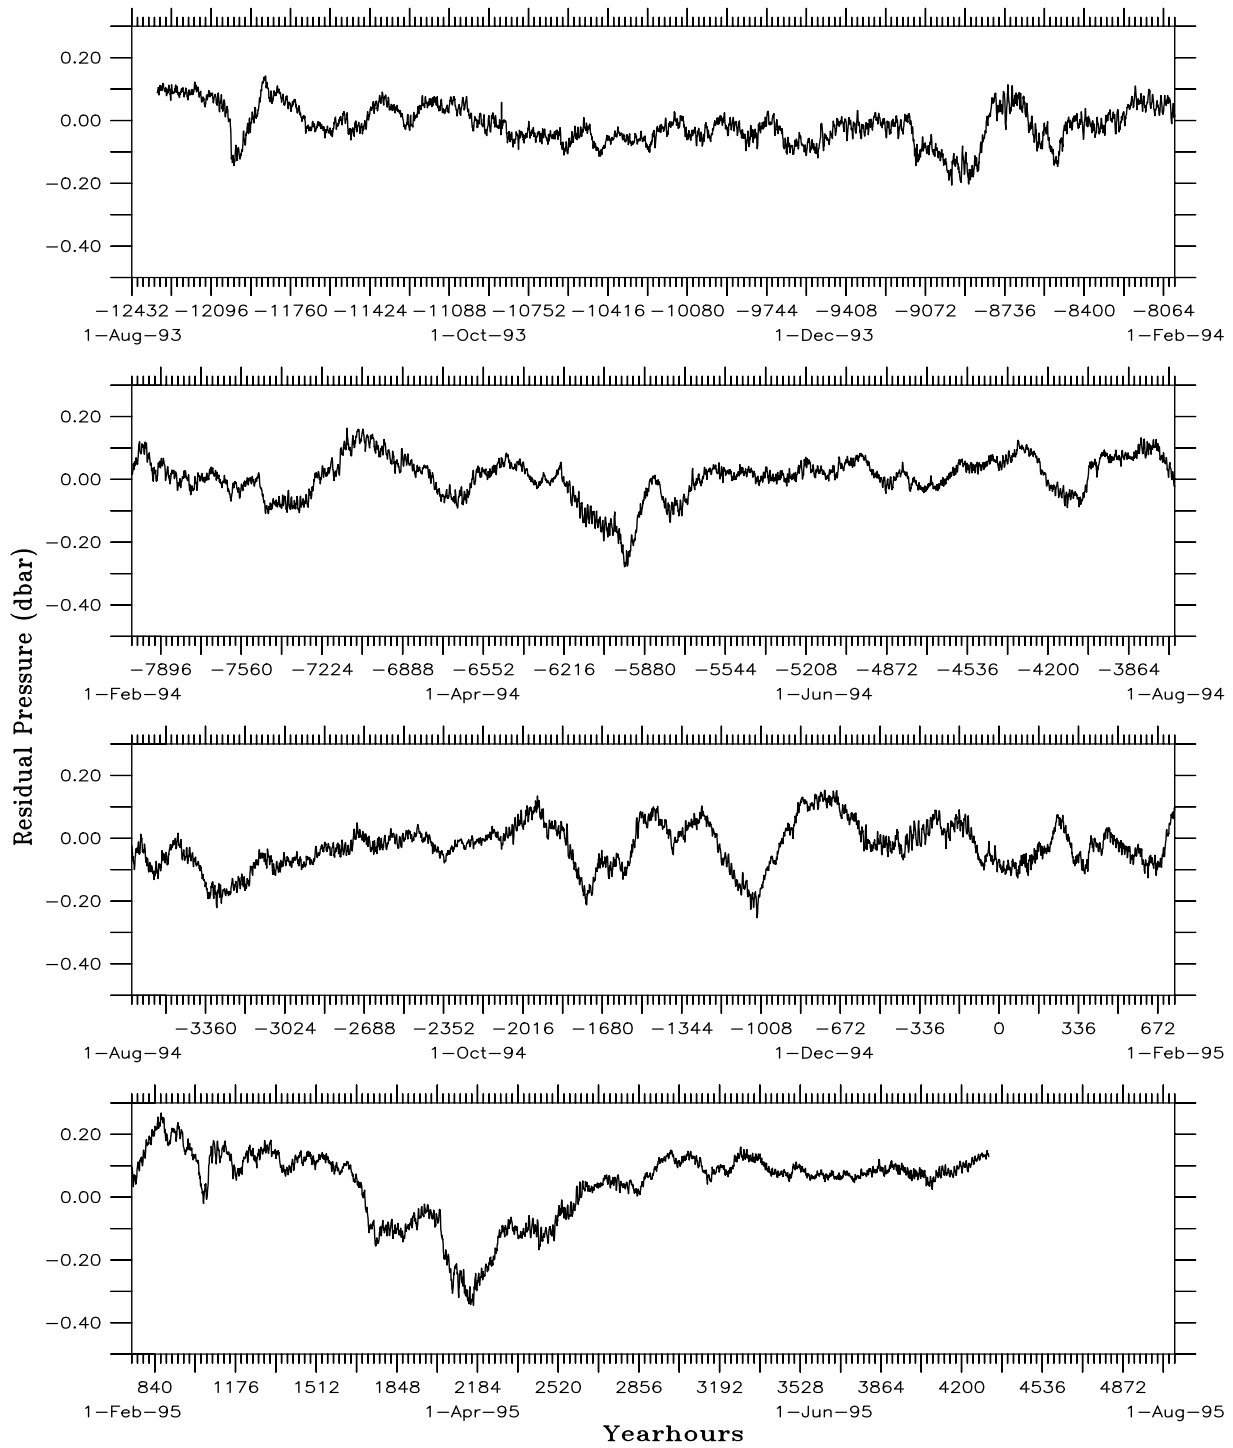 0.20
0.00
−0.20
−0.40
−12432 −12096 −11760 −11424 −11088 −10752 −10416 −10080 −9744 −9408 −9072 −8736 −8400 −8064
1−Aug−93 1−Oct−93 1−Dec−93 1−Feb−94
0.20
0.00
−0.20
−0.40
−7896 −7560 −7224 −6888 −6552 −6216 −5880 −5544 −5208 −4872 −4536 −4200 −3864
1−Feb−94 1−Apr−94 1−Jun−94 1−Aug−94
Residual Pressure (dbar)
0.20
0.00
−0.20
−0.40
−3360 −3024 −2688 −2352 −2016 −1680 −1344 −1008 −672 −336 0 336 672
1−Aug−94 1−Oct−94 1−Dec−94 1−Feb−95
0.20
0.00
−0.20
−0.40
840 1176 1512 1848 2184 2520 2856 3192 3528 3864 4200 4536 4872
1−Feb−95 1−Apr−95 1−Jun−95 1−Aug−95
Yearhours